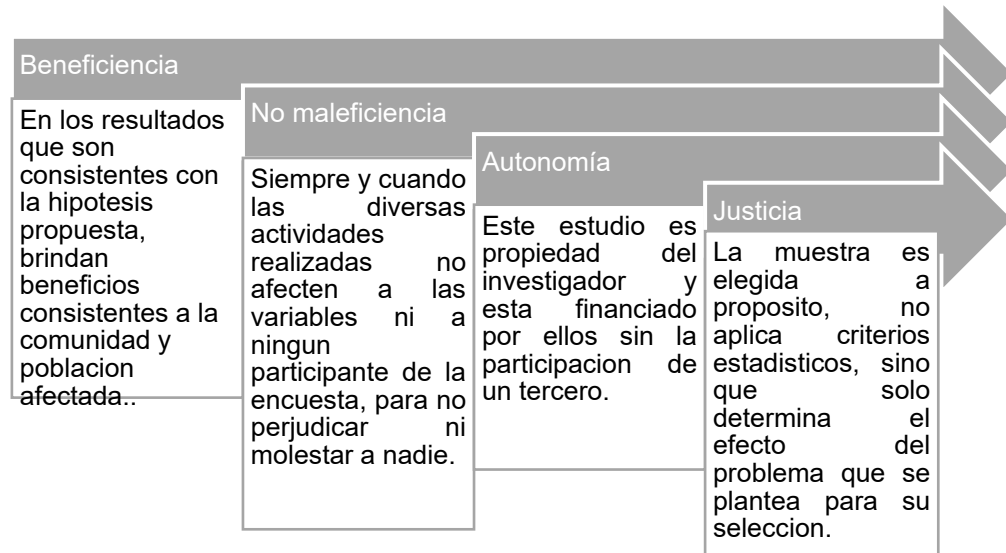 Beneficiencia
En los resultados
que son
consistentes con
la hipotesis
propuesta,
brindan
beneficios
consistentes a la
comunidad y
poblacion
afectada..
No maleficiencia
Siempre y cuando
las diversas
actividades
realizadas no
afecten a las
variables ni a
ningun
participante de la
encuesta, para no
perjudicar ni
molestar a nadie.
Autonomía
Este estudio es
propiedad del
investigador y
esta financiado
por ellos sin la
participacion de
un tercero.
Justicia
La muestra es
elegida a
proposito, no
aplica criterios
estadisticos, sino
que solo
determina el
efecto del
problema que se
plantea para su
seleccion.